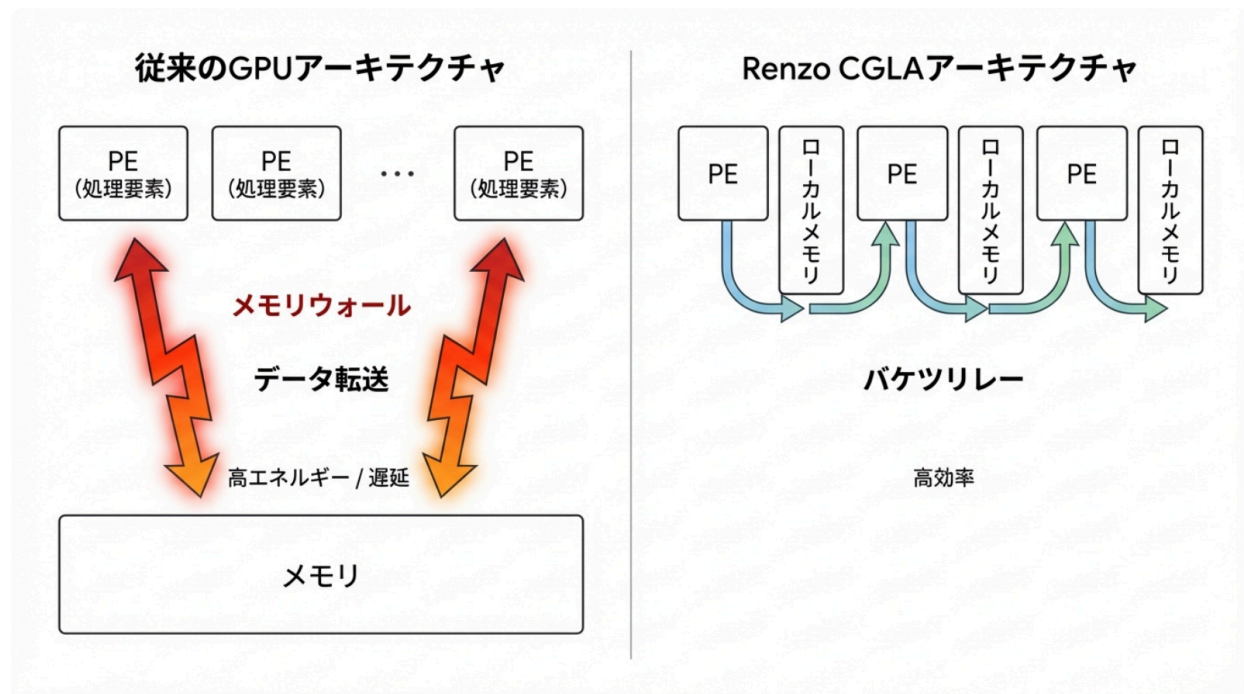 従来のGPUアーキテクチャ
PE
(処理要素)
PE
(処理要素)
...
PE
(処理要素)
メモリウォール
データ転送
高エネルギー / 遅延
メモリ
Renzo CGLAアーキテクチャ
PE
ローカルメモリ
PE
ローカルメモリ
PE
ローカルメモリ
バケツリレー
高効率